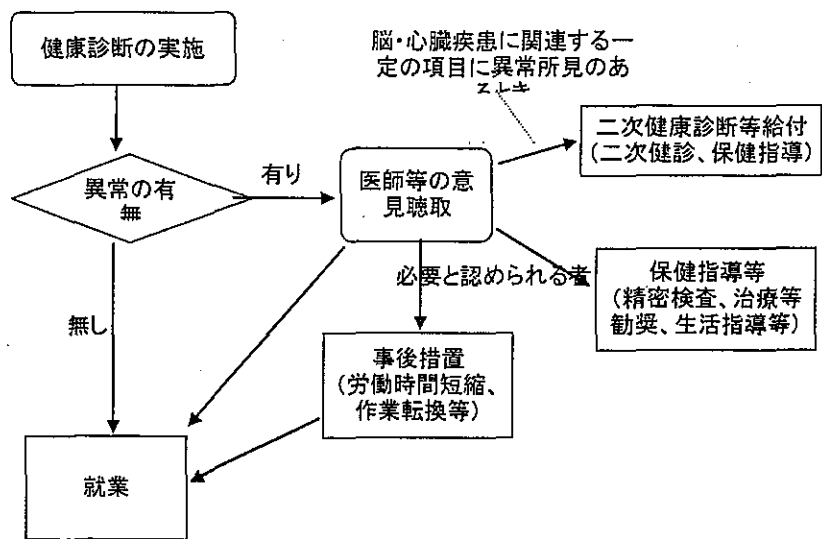 健康診断の実施
脳・心臓疾患に関連する一
定の項目に異常所見のあ
るとき
二次健康診断等給付
（二次健診、保健指導）
異常の有
無
有り
医師等の意
見聴取
必要と認められる者
保健指導等
（精密検査、治療等
勧奨、生活指導等）
無し
事後措置
（労働時間短縮、
作業転換等）
就業